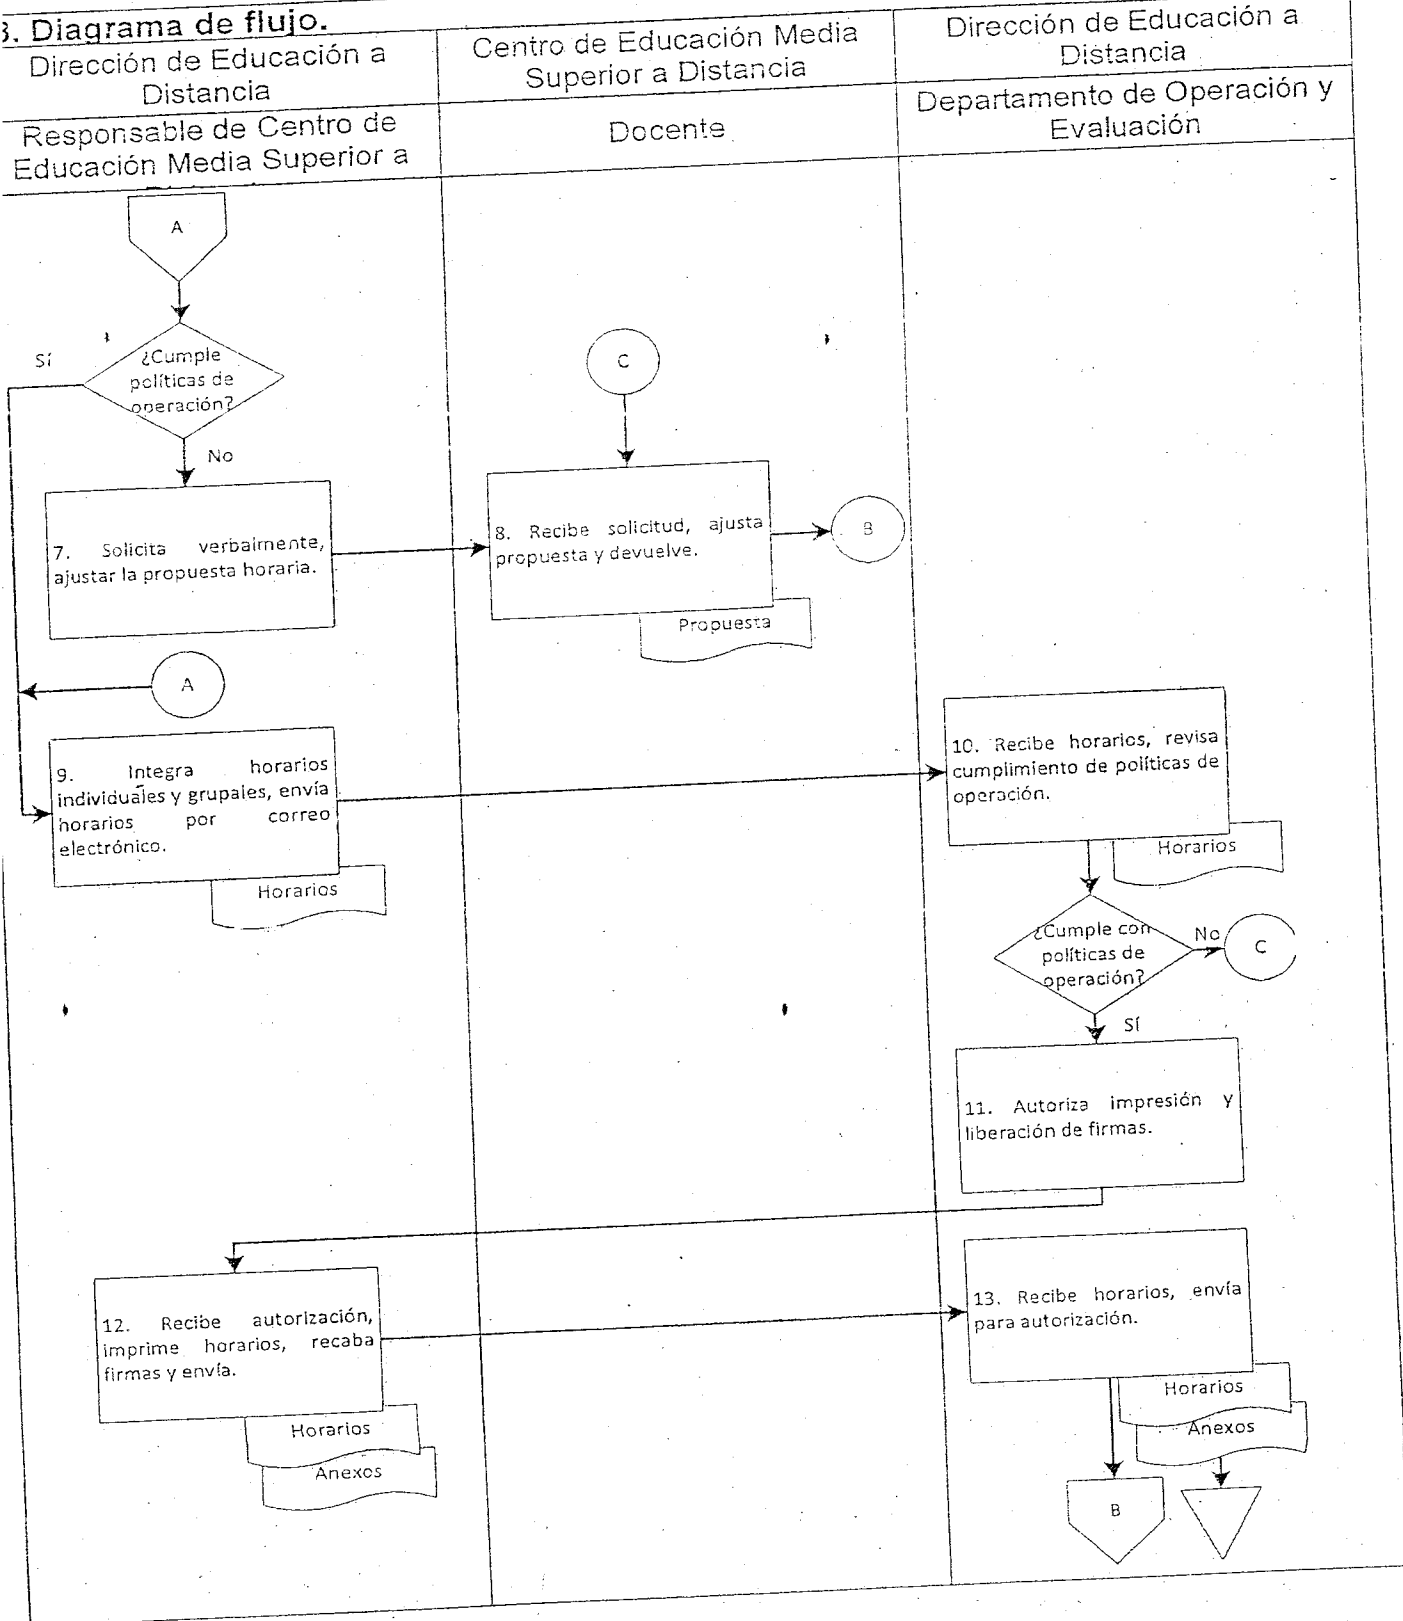 3. Diagrama de flujo.
Dirección de Educación a
Distancia
Centro de Educación Media
Superior a Distancia
Dirección de Educación a
Distancia
Responsable de Centro de
Educación Media Superior a
Docente
Departamento de Operación y
Evaluación
A
Sí
¿Cumple
políticas de
operación?
No
7. Solicita verbalmente,
ajustar la propuesta horaria.
C
8. Recibe solicitud, ajusta
propuesta y devuelve.
B
Propuesta
A
9. Integra horarios
individuales y grupales, envía
horarios por correo
electrónico.
Horarios
10. Recibe horarios, revisa
cumplimiento de políticas de
operación.
Horarios
¿Cumple con
políticas de
operación?
No
C
Sí
11. Autoriza impresión y
liberación de firmas.
12. Recibe autorización,
imprime horarios, recaba
firmas y envía.
Horarios
Anexos
13. Recibe horarios, envía
para autorización.
Horarios
Anexos
B